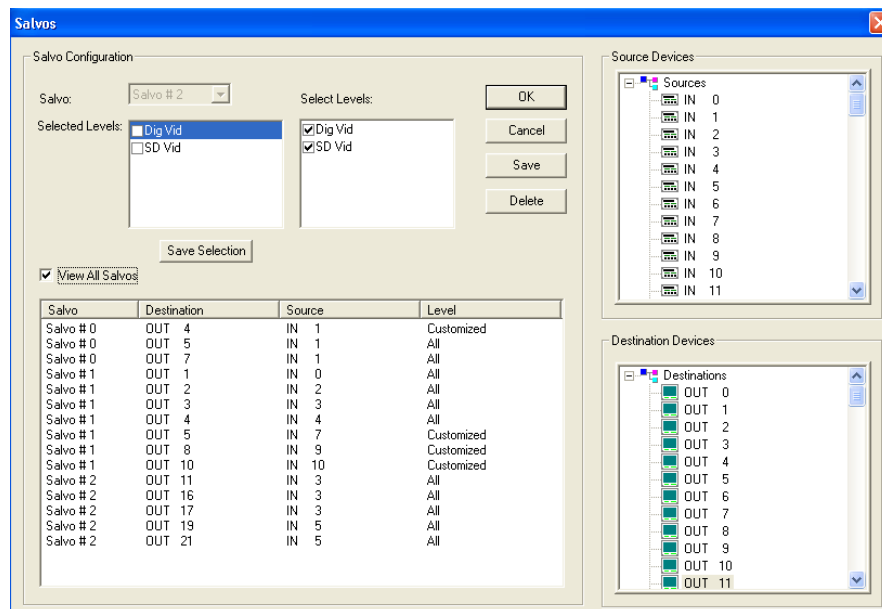 Salvos
Salvo Configuration
Salvo: Salvo # 2
Select Levels:
Selected Levels:
Dig Vid
SD Vid
Dig Vid
SD Vid
OK
Cancel
Save
Delete
Save Selection
View All Salvos
Salvo Destination Source Level
Salvo # 0 OUT 4 IN 1 Customized
Salvo # 0 OUT 5 IN 1 All
Salvo # 0 OUT 7 IN 1 All
Salvo # 1 OUT 1 IN 0 All
Salvo # 1 OUT 2 IN 2 All
Salvo # 1 OUT 3 IN 3 All
Salvo # 1 OUT 4 IN 4 All
Salvo # 1 OUT 5 IN 7 Customized
Salvo # 1 OUT 8 IN 9 Customized
Salvo # 1 OUT 10 IN 10 Customized
Salvo # 2 OUT 11 IN 3 All
Salvo # 2 OUT 16 IN 3 All
Salvo # 2 OUT 17 IN 3 All
Salvo # 2 OUT 19 IN 5 All
Salvo # 2 OUT 21 IN 5 All
Source Devices
Sources
IN 0
IN 1
IN 2
IN 3
IN 4
IN 5
IN 6
IN 7
IN 8
IN 9
IN 10
IN 11
Destination Devices
Destinations
OUT 0
OUT 1
OUT 2
OUT 3
OUT 4
OUT 5
OUT 6
OUT 7
OUT 8
OUT 9
OUT 10
OUT 11